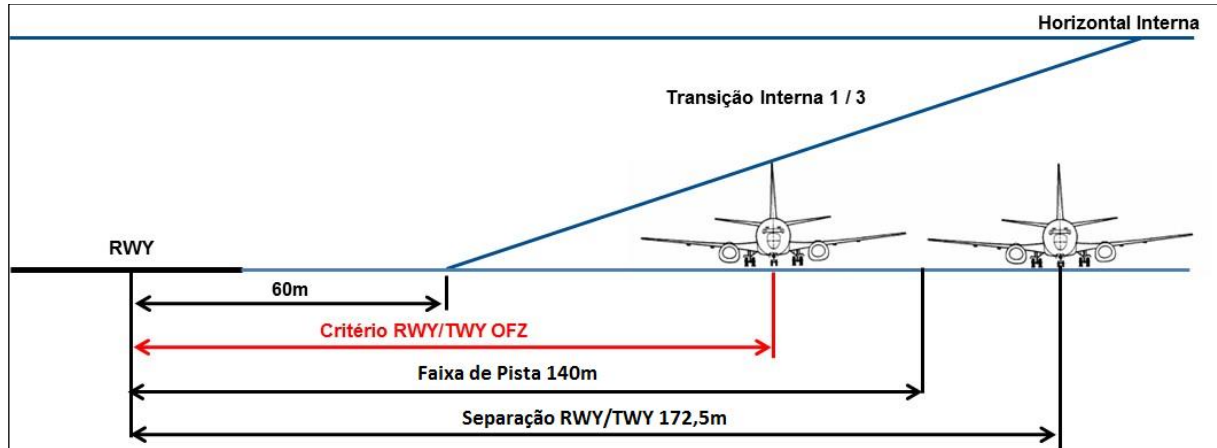 Horizontal Interna
Transição Interna 1 / 3
RWY
60m
Critério RWY/TWY OFZ
Faixa de Pista 140m
Separação RWY/TWY 172,5m